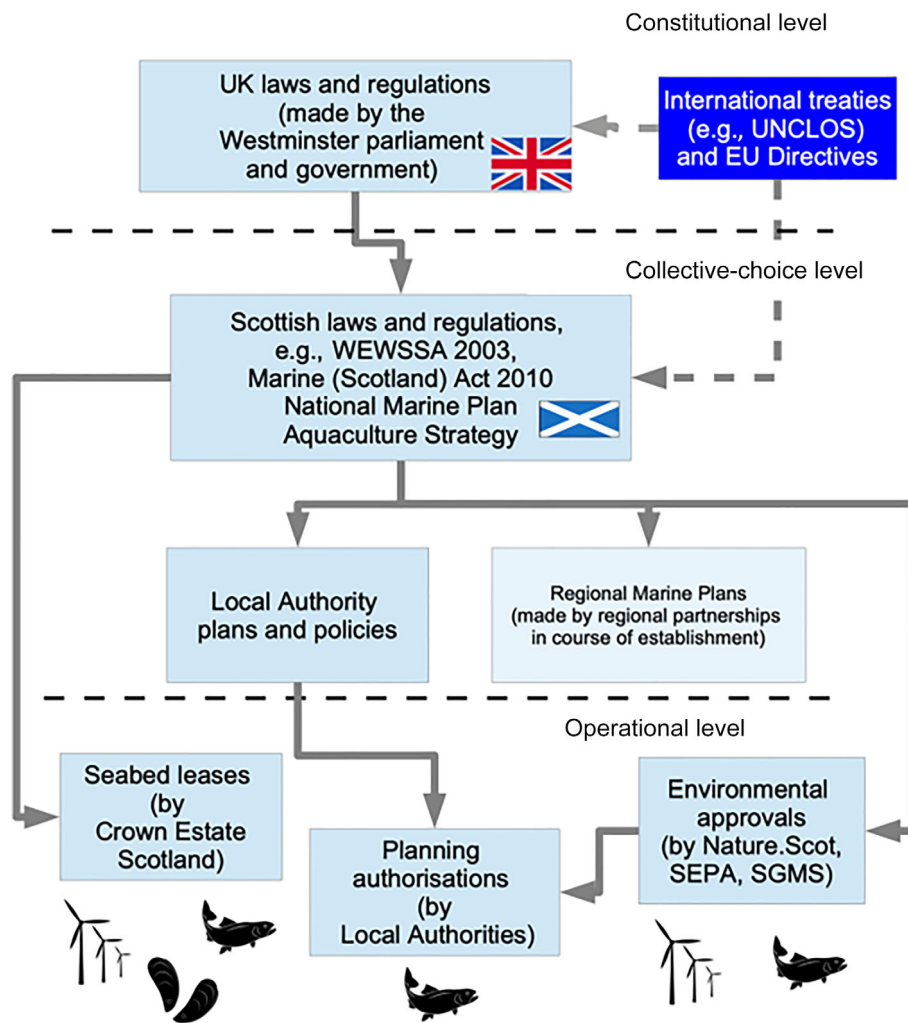 Constitutional level
UK laws and regulations
(made by the
Westminster parliament
and government)
International treaties
(e.g., UNCLOS)
and EU Directives
Collective-choice level
Scottish laws and regulations,
e.g., WEWSSA 2003,
Marine (Scotland) Act 2010
National Marine Plan
Aquaculture Strategy
Local Authority
plans and policies
Regional Marine Plans
(made by regional partnerships
in course of establishment)
Operational level
Seabed leases
(by
Crown Estate
Scotland)
Planning
authorisations
(by
Local Authorities)
Environmental
approvals
(by Nature.Scot,
SEPA, SGMS)